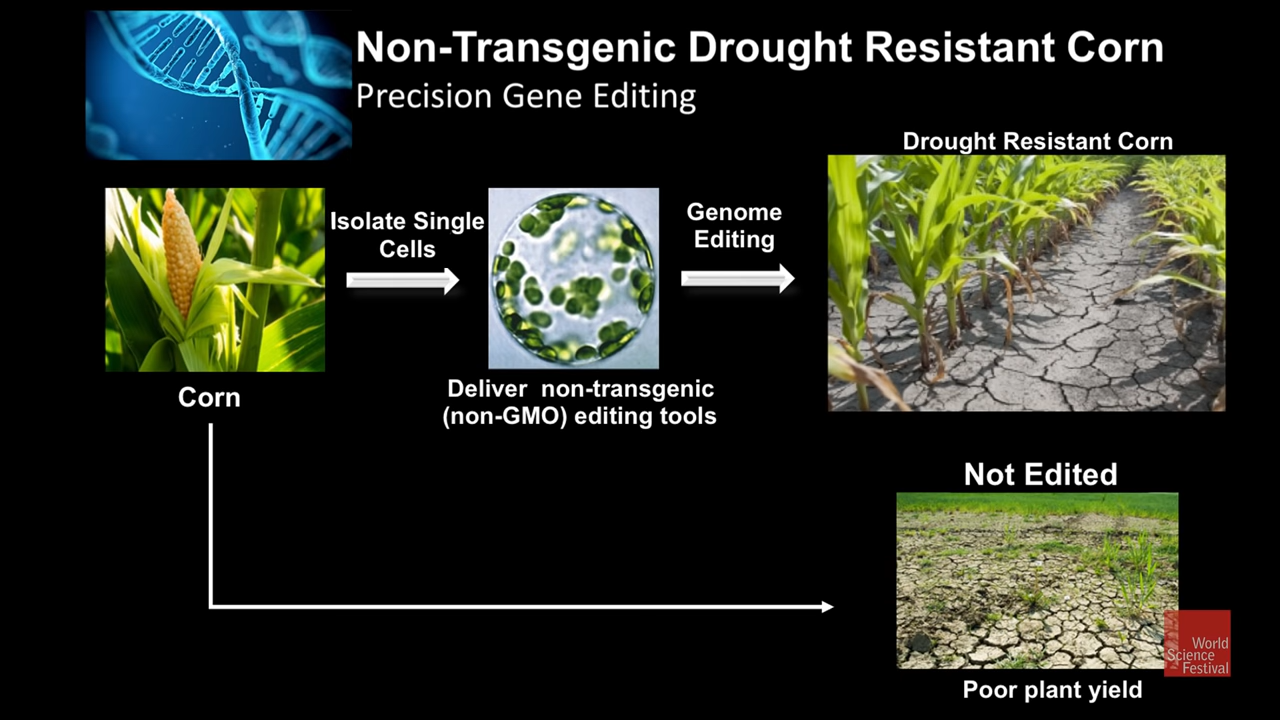 Non-Transgenic Drought Resistant Corn
Precision Gene Editing
Drought Resistant Corn
Isolate Single
Cells
Genome
Editing
Corn
Deliver non-transgenic
(non-GMO) editing tools
Not Edited
World
Science
Festival
Poor plant yield